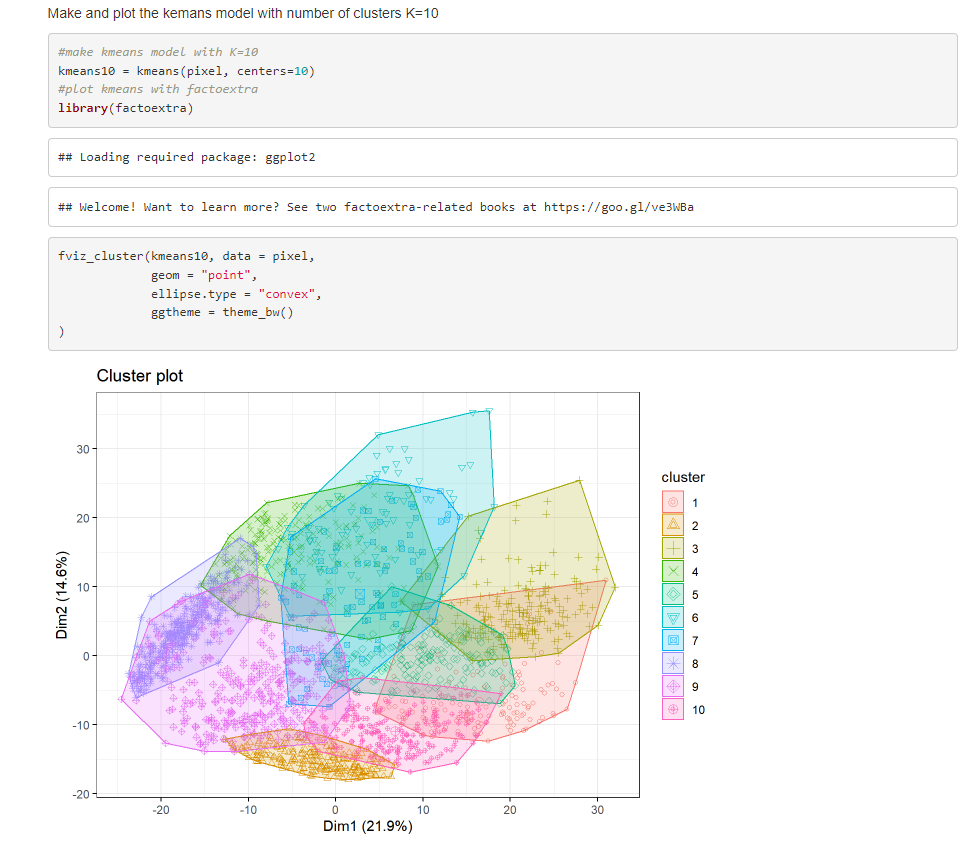 Make and plot the kemans model with number of clusters K=10
#make kmeans model with K=10
kmeans10 = kmeans(pixel, centers=10)
#plot kmeans with factoextra
library(factoextra)
## Loading required package: ggplot2
## Welcome! Want to learn more? See two factoextra-related books at https://goo.gl/ve3WBa
fviz_cluster(kmeans10, data = pixel,
geom = "point",
ellipse.type = "convex",
ggtheme = theme_bw()
)
Cluster plot
30
20
10
0
-10
-20
Dim2 (14.6%)
-20 -10 0 10 20 30
Dim1 (21.9%)
cluster
1
2
3
4
5
6
7
8
9
10